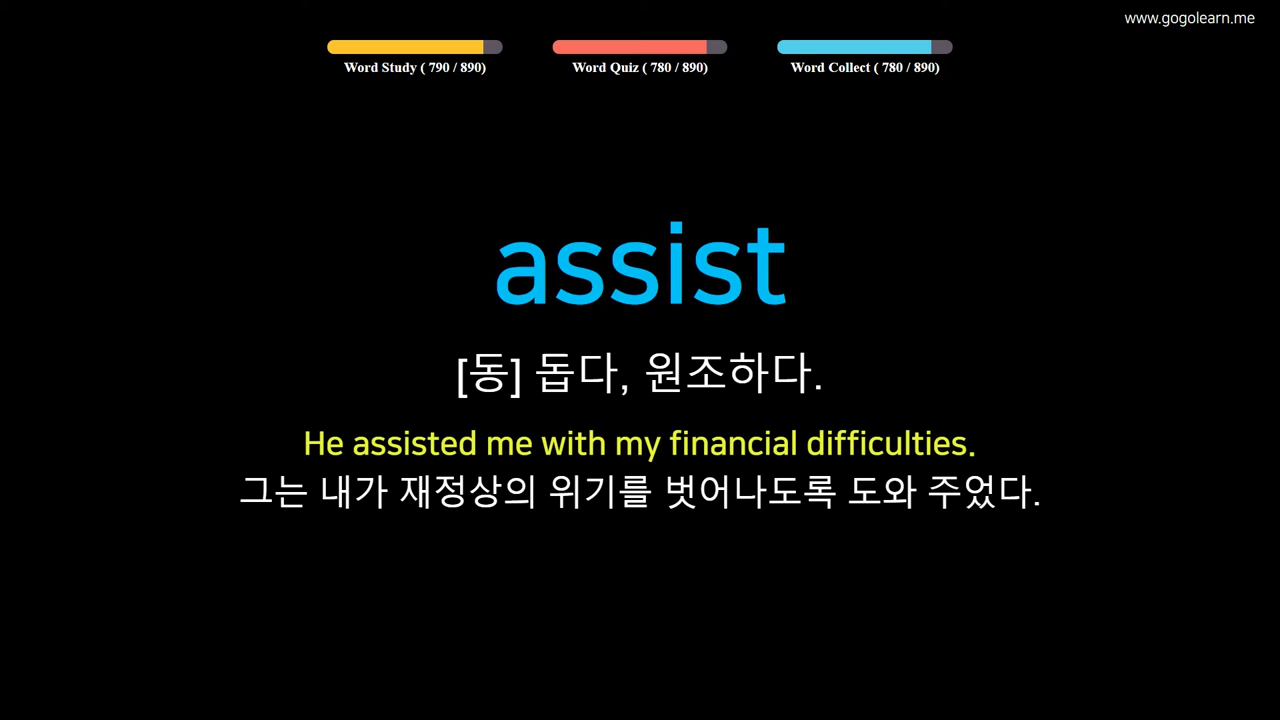 www.gogolearn.me
Word Study ( 790 / 890)
Word Quiz ( 780 / 890)
Word Collect ( 780 / 890)
assist
[동] 돕다, 원조하다.
He assisted me with my financial difficulties.
그는 내가 재정상의 위기를 벗어나도록 도와 주었다.